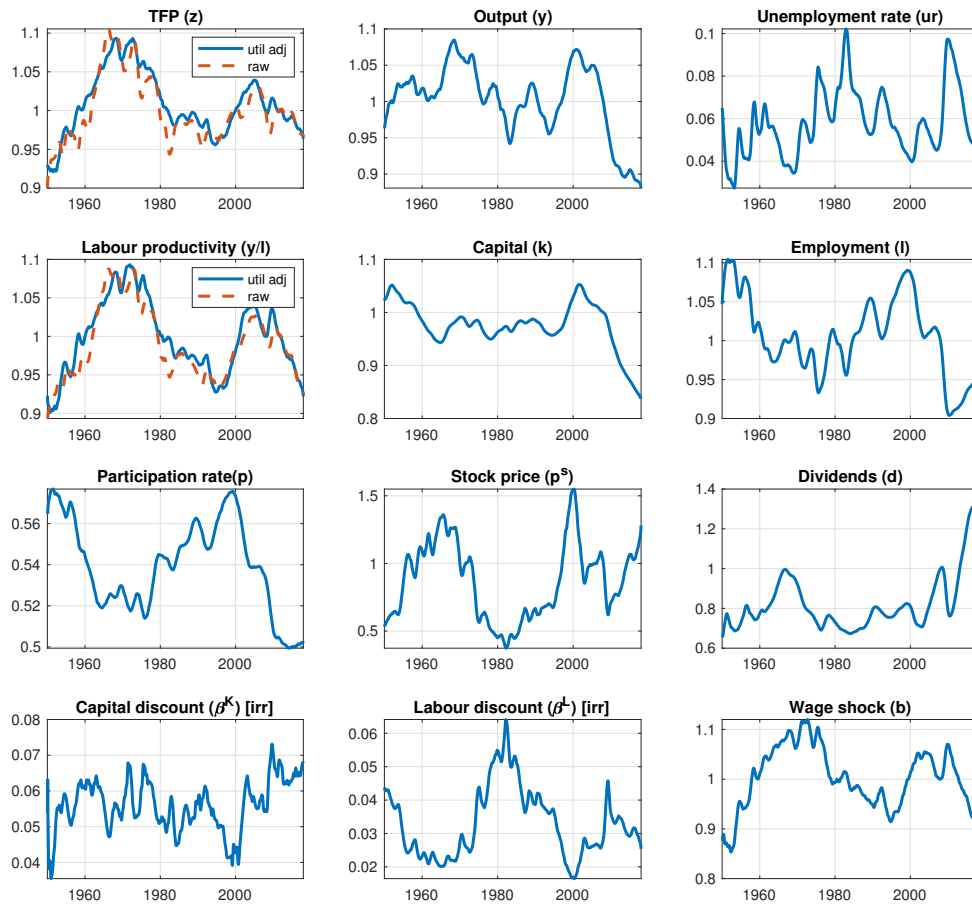 TFP (z)
1.1
1.05
1
0.95
0.9
1960 1980 2000
util adj
raw
Output (y)
1.1
1.05
1
0.95
0.9
1960 1980 2000
Unemployment rate (ur)
0.1
0.08
0.06
0.04
1960 1980 2000
Labour productivity (y/l)
1.1
1.05
1
0.95
0.9
1960 1980 2000
util adj
raw
Capital (k)
1.1
1
0.9
0.8
1960 1980 2000
Employment (l)
1.1
1.05
1
0.95
0.9
1960 1980 2000
Participation rate(p)
0.56
0.54
0.52
0.5
1960 1980 2000
Stock price (p^s)
1.5
1
0.5
1960 1980 2000
Dividends (d)
1.4
1.2
1
0.8
0.6
1960 1980 2000
Capital discount (β^K) [irr]
0.08
0.07
0.06
0.05
0.04
1960 1980 2000
Labour discount (β^L) [irr]
0.06
0.05
0.04
0.03
0.02
1960 1980 2000
Wage shock (b)
1.1
1
0.9
0.8
1960 1980 2000